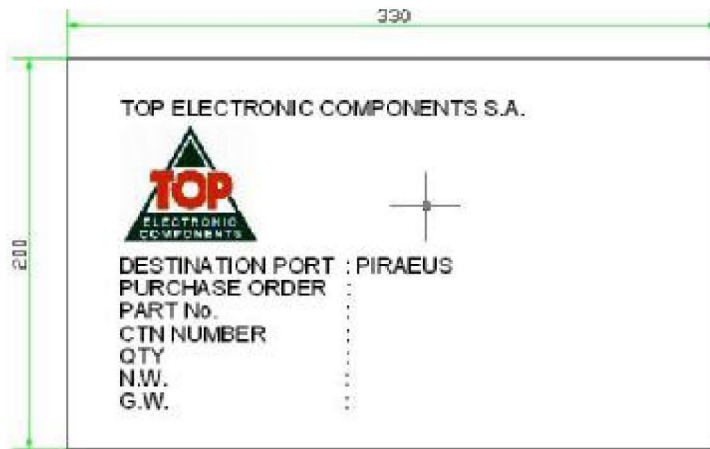 330
TOP ELECTRONIC COMPONENTS S.A.
TOP
ELECTRONIC
COMPONENTS
200
DESTINATION PORT : PIRAEUS
PURCHASE ORDER :
PART No. :
CTN NUMBER :
QTY :
N.W. :
G.W. :